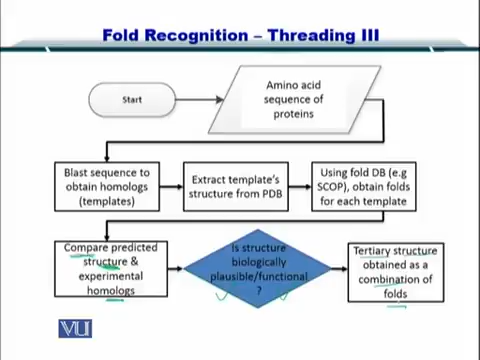 Fold Recognition – Threading III
Start
Amino acid
sequence of
proteins
Blast sequence to
obtain homologs
(templates)
Extract template's
structure from PDB
Using fold DB (e.g
SCOP), obtain folds
for each template
Compare predicted
structure &
experimental
homologs
Is structure
biologically
plausible/functional
?
Tertiary structure
obtained as a
combination of
folds
VU